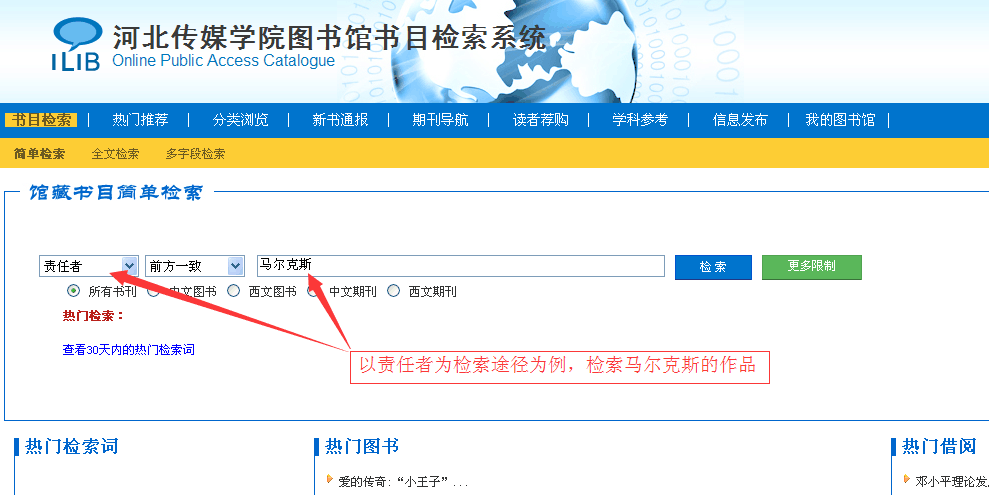 河北传媒学院图书馆书目检索系统
ILIB
Online Public Access Catalogue
书目检索 | 热门推荐 | 分类浏览 | 新书通报 | 期刊导航 | 读者荐购 | 学科参考 | 信息发布 | 我的图书馆 |
简单检索 全文检索 多字段检索
馆藏书目简单检索
责任者 前方一致 马尔克斯 检 索 更多限制
所有书刊 中文图书 西文图书 中文期刊 西文期刊
热门检索：
查看30天内的热门检索词
以责任者为检索途径为例，检索马尔克斯的作品
热门检索词 热门图书 热门借阅
爱的传奇:“小王子”... 邓小平理论发